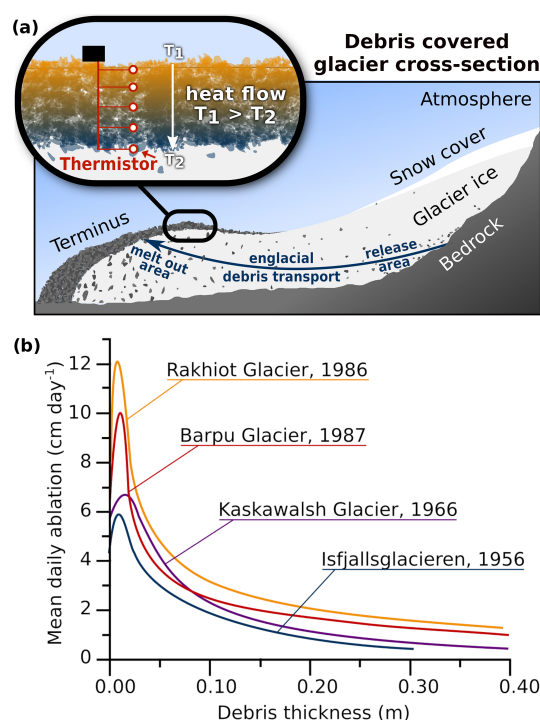 (a)
Debris covered
glacier cross-section
T1
heat flow
T1 > T2
T2
Thermistor
Atmosphere
Snow cover
Glacier ice
Bedrock
Terminus
melt out
area
englacial
debris transport
release
area
(b)
Mean daily ablation (cm day-1)
12
10
8
6
4
2
0
Rakhiot Glacier, 1986
Barpu Glacier, 1987
Kaskawalsh Glacier, 1966
Isfjallsglacieren, 1956
0.00 0.10 0.20 0.30 0.40
Debris thickness (m)